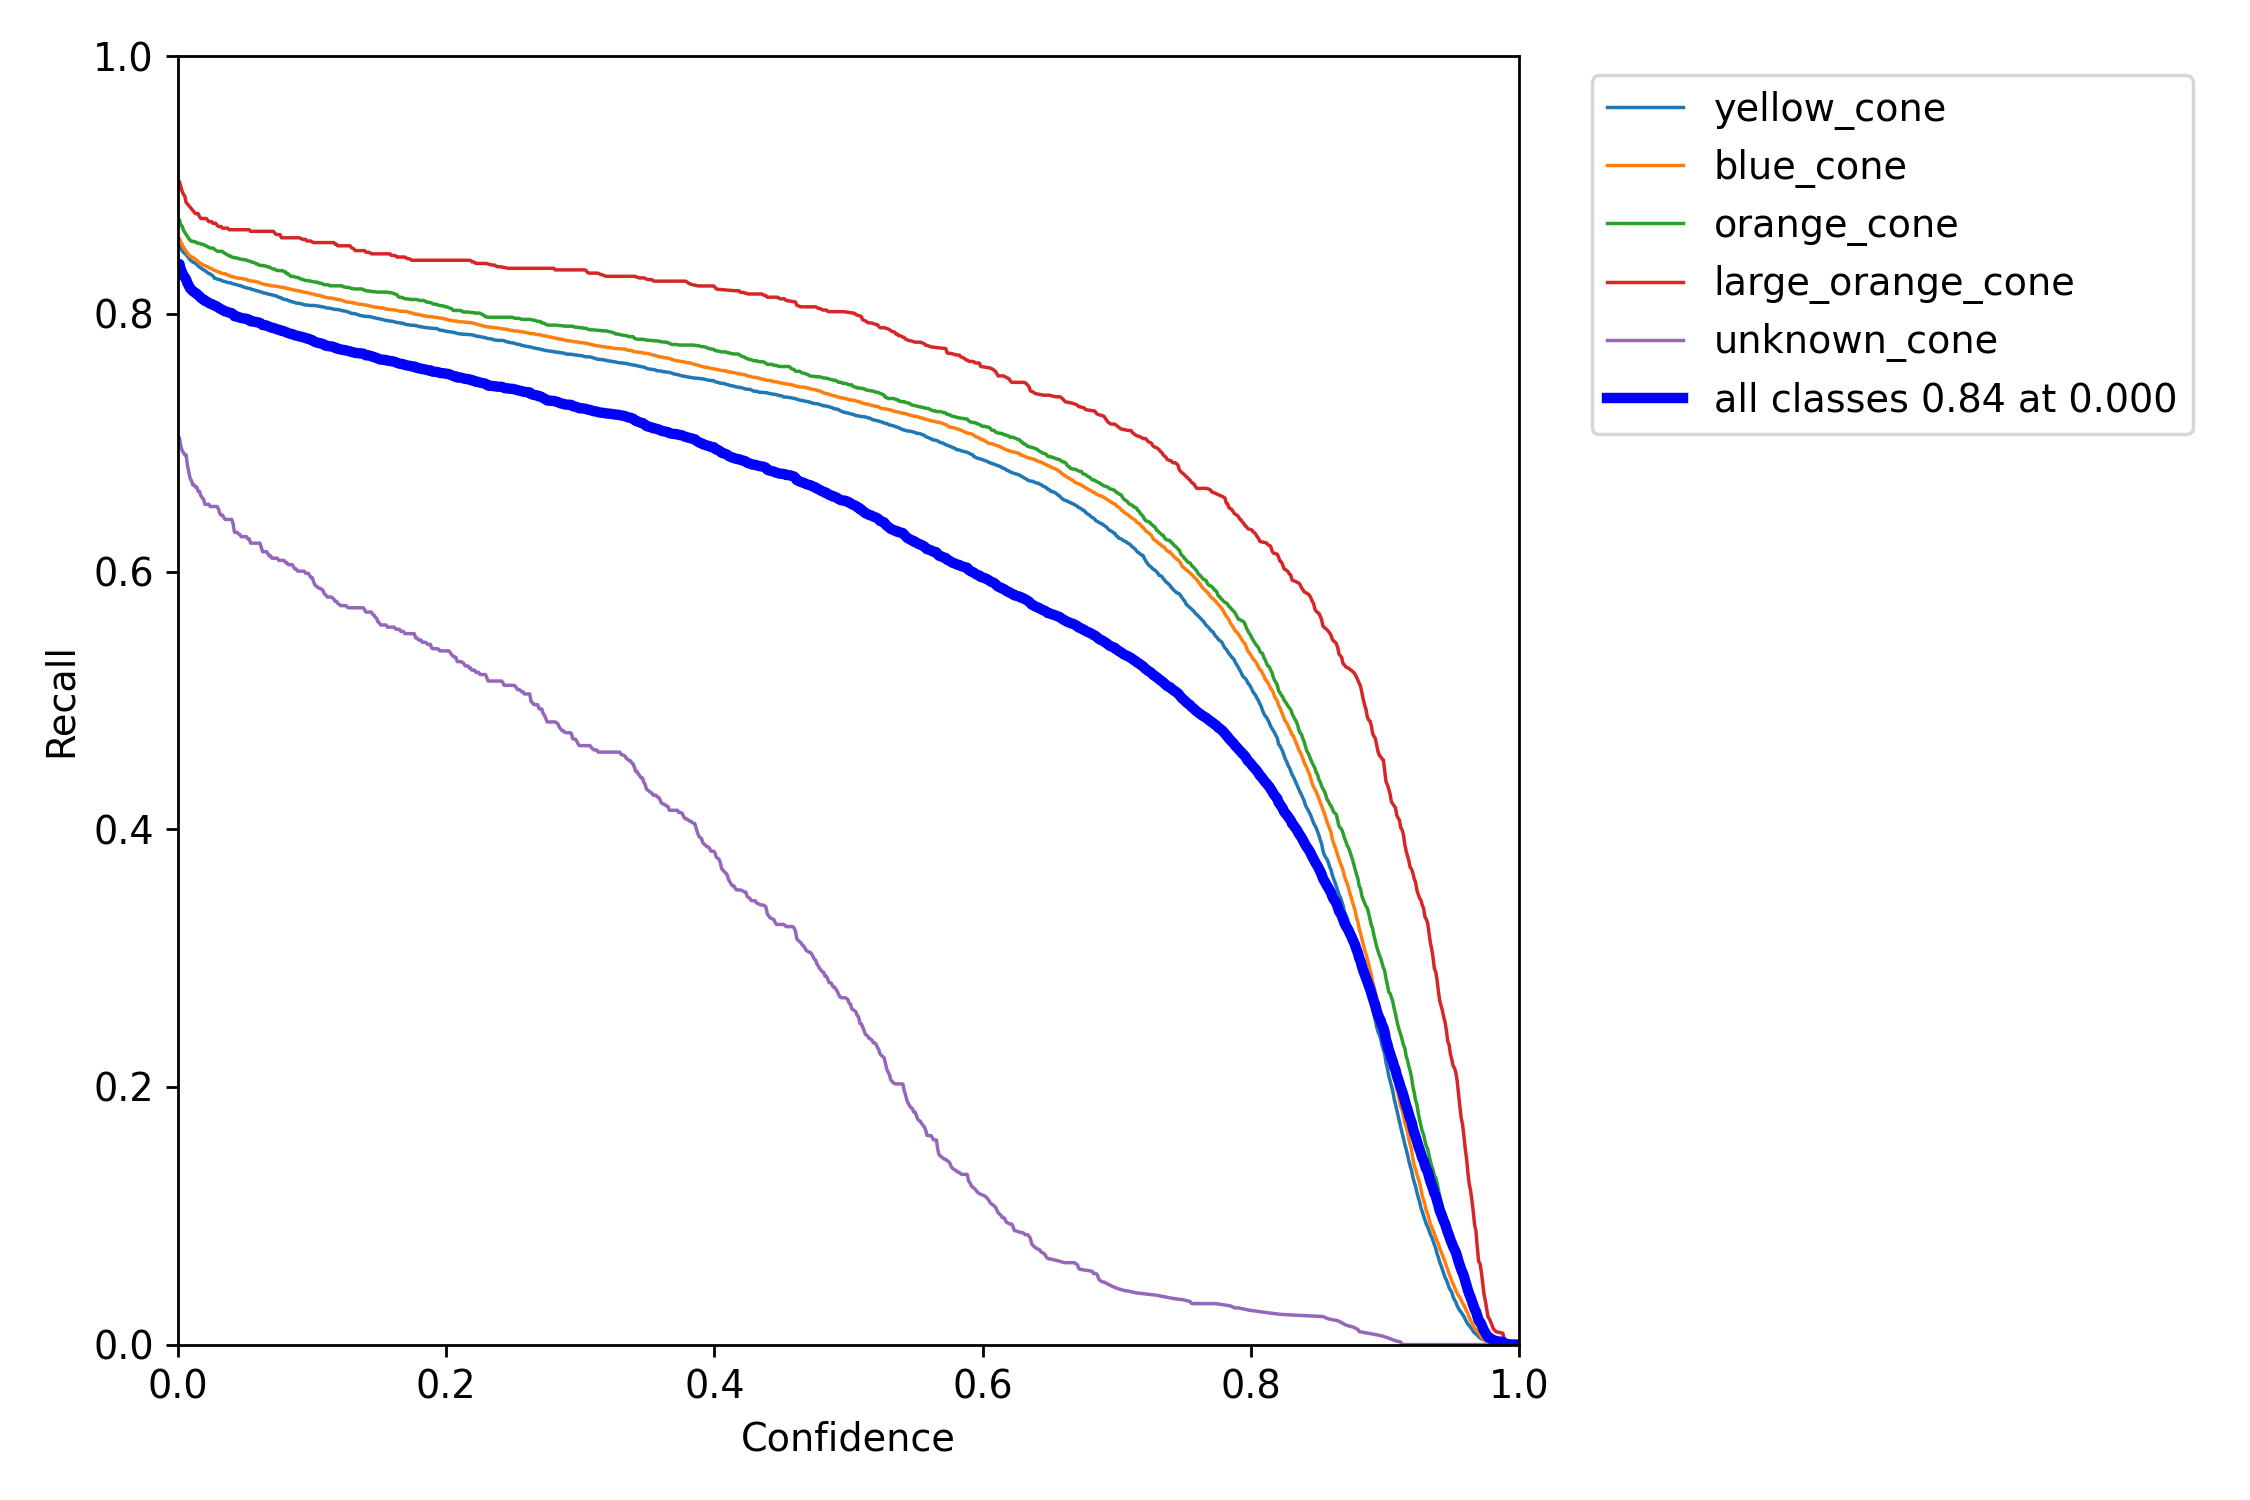 1.0
0.8
0.6
0.4
0.2
0.0
Recall
0.0 0.2 0.4 0.6 0.8 1.0
Confidence
yellow_cone
blue_cone
orange_cone
large_orange_cone
unknown_cone
all classes 0.84 at 0.000